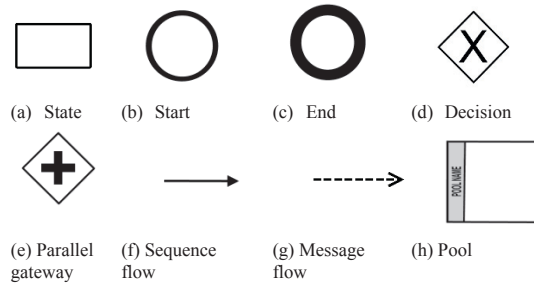 X
(a) State (b) Start (c) End (d) Decision
POOL NAME
(e) Parallel gateway (f) Sequence flow (g) Message flow (h) Pool